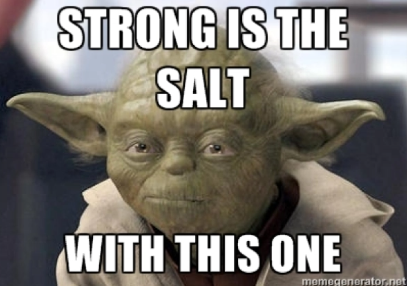 STRONG IS THE
SALT
WITH THIS ONE
memegenerator.net